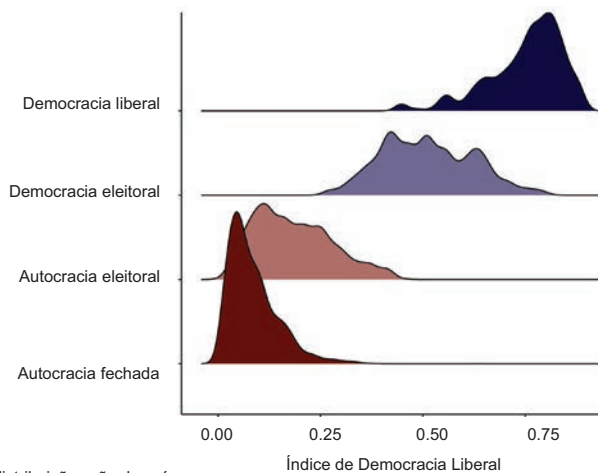 Democracia liberal
Democracia eleitoral
Autocracia eleitoral
Autocracia fechada
0.00 0.25 0.50 0.75
Índice de Democracia Liberal